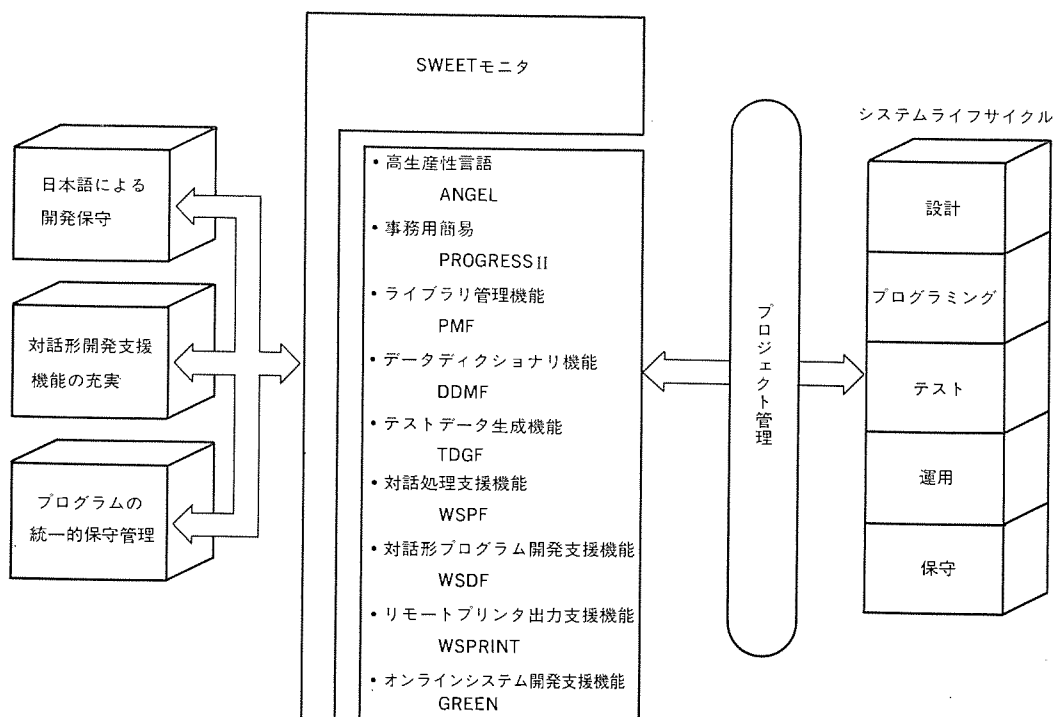 日本語による
開発保守
対話形開発支援
機能の充実
プログラムの
統一的保守管理
SWEETモニタ
・高生産性言語
ANGEL
・事務用簡易
PROGRESS II
・ライブラリ管理機能
PMF
・データディクショナリ機能
DDMF
・テストデータ生成機能
TDGF
・対話処理支援機能
WSPF
・対話形プログラム開発支援機能
WSDF
・リモートプリンタ出力支援機能
WSPRINT
・オンラインシステム開発支援機能
GREEN
プロジェクト管理
システムライフサイクル
設計
プログラミング
テスト
運用
保守